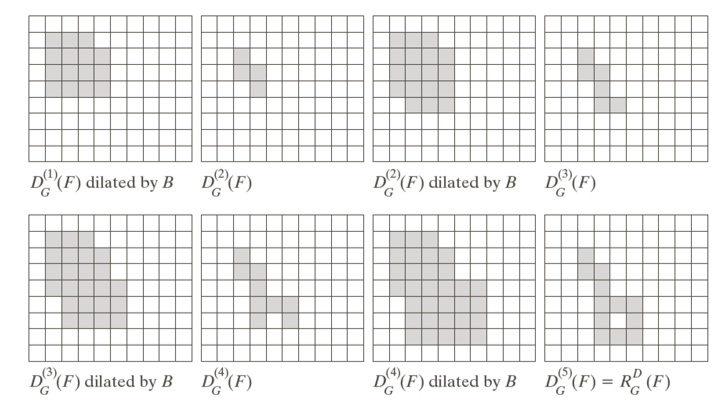 D_G^(1)(F) dilated by B
D_G^(2)(F)
D_G^(2)(F) dilated by B
D_G^(3)(F)
D_G^(3)(F) dilated by B
D_G^(4)(F)
D_G^(4)(F) dilated by B
D_G^(5)(F) = R_G^D (F)